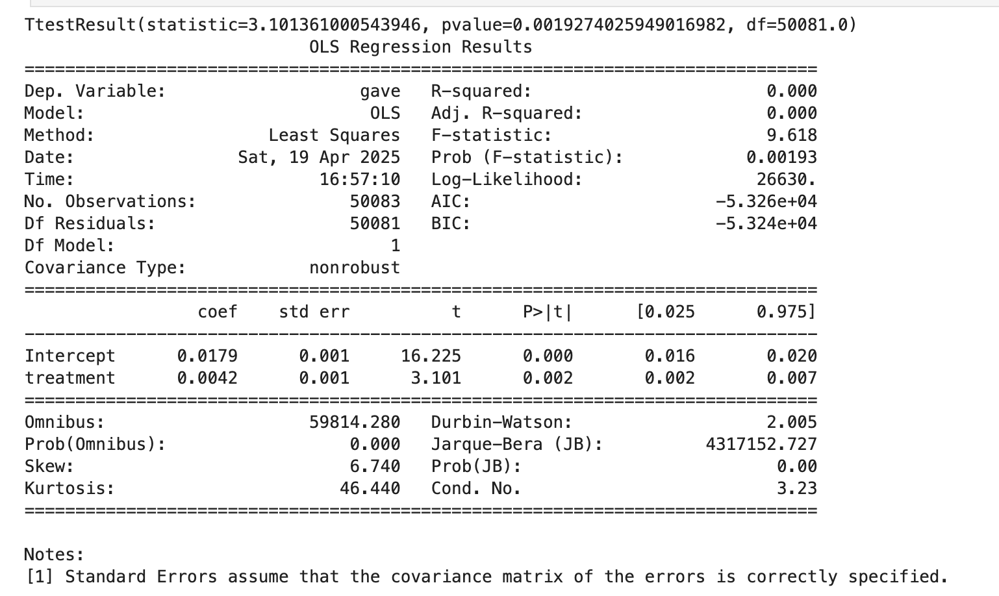 TtestResult(statistic=3.101361000543946, pvalue=0.0019274025949016982, df=50081.0)
                            OLS Regression Results
==============================================================================
Dep. Variable:                   gave   R-squared:                       0.000
Model:                            OLS   Adj. R-squared:                  0.000
Method:                 Least Squares   F-statistic:                     9.618
Date:                Sat, 19 Apr 2025   Prob (F-statistic):            0.00193
Time:                        16:57:10   Log-Likelihood:                 26630.
No. Observations:               50083   AIC:                        -5.326e+04
Df Residuals:                   50081   BIC:                        -5.324e+04
Df Model:                           1
Covariance Type:            nonrobust
==============================================================================
                 coef    std err          t      P>|t|      [0.025      0.975]
------------------------------------------------------------------------------
Intercept      0.0179      0.001     16.225      0.000       0.016       0.020
treatment      0.0042      0.001      3.101      0.002       0.002       0.007
==============================================================================
Omnibus:                    59814.280   Durbin-Watson:                   2.005
Prob(Omnibus):                  0.000   Jarque-Bera (JB):          4317152.727
Skew:                           6.740   Prob(JB):                         0.00
Kurtosis:                      46.440   Cond. No.                         3.23
==============================================================================
Notes:
[1] Standard Errors assume that the covariance matrix of the errors is correctly specified.